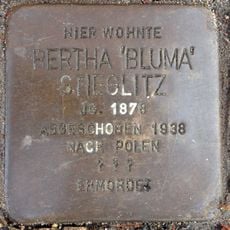 HIER WOHNTE
BERTHA 'BLUMA'
STIEGLITZ
JG. 1878
ABGESCHOBEN 1938
NACH POLEN
? ? ?
ERMORDET